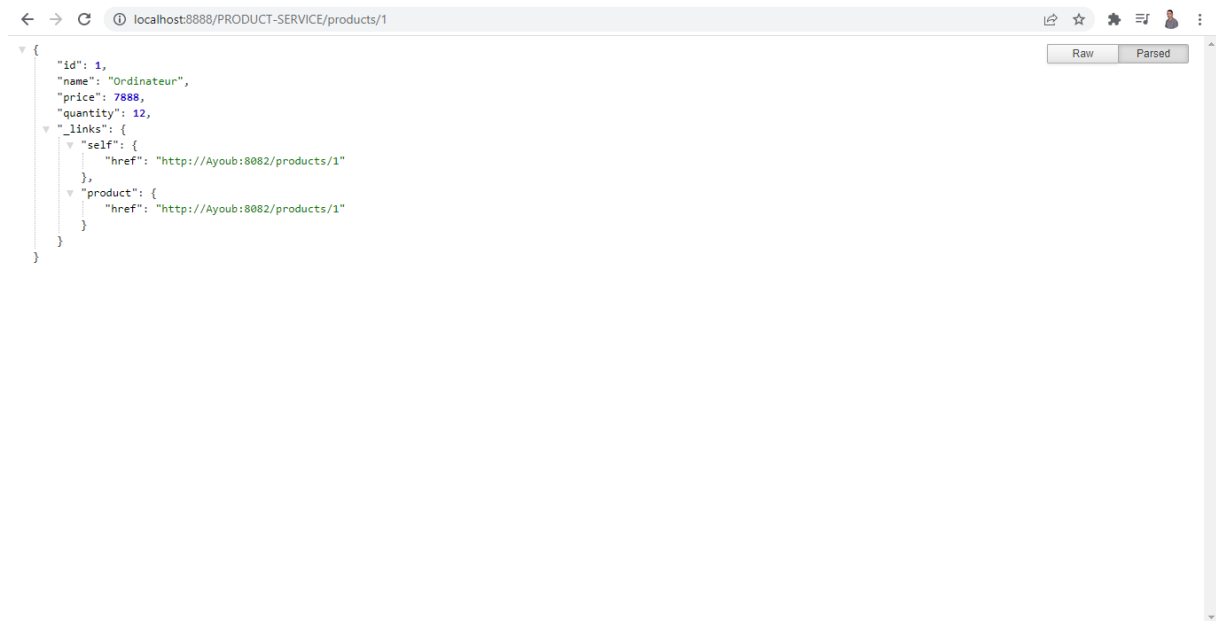 localhost:8888/PRODUCT-SERVICE/products/1
Raw Parsed
{
"id": 1,
"name": "Ordinateur",
"price": 7888,
"quantity": 12,
"_links": {
"self": {
"href": "http://Ayoub:8082/products/1"
},
"product": {
"href": "http://Ayoub:8082/products/1"
}
}
}